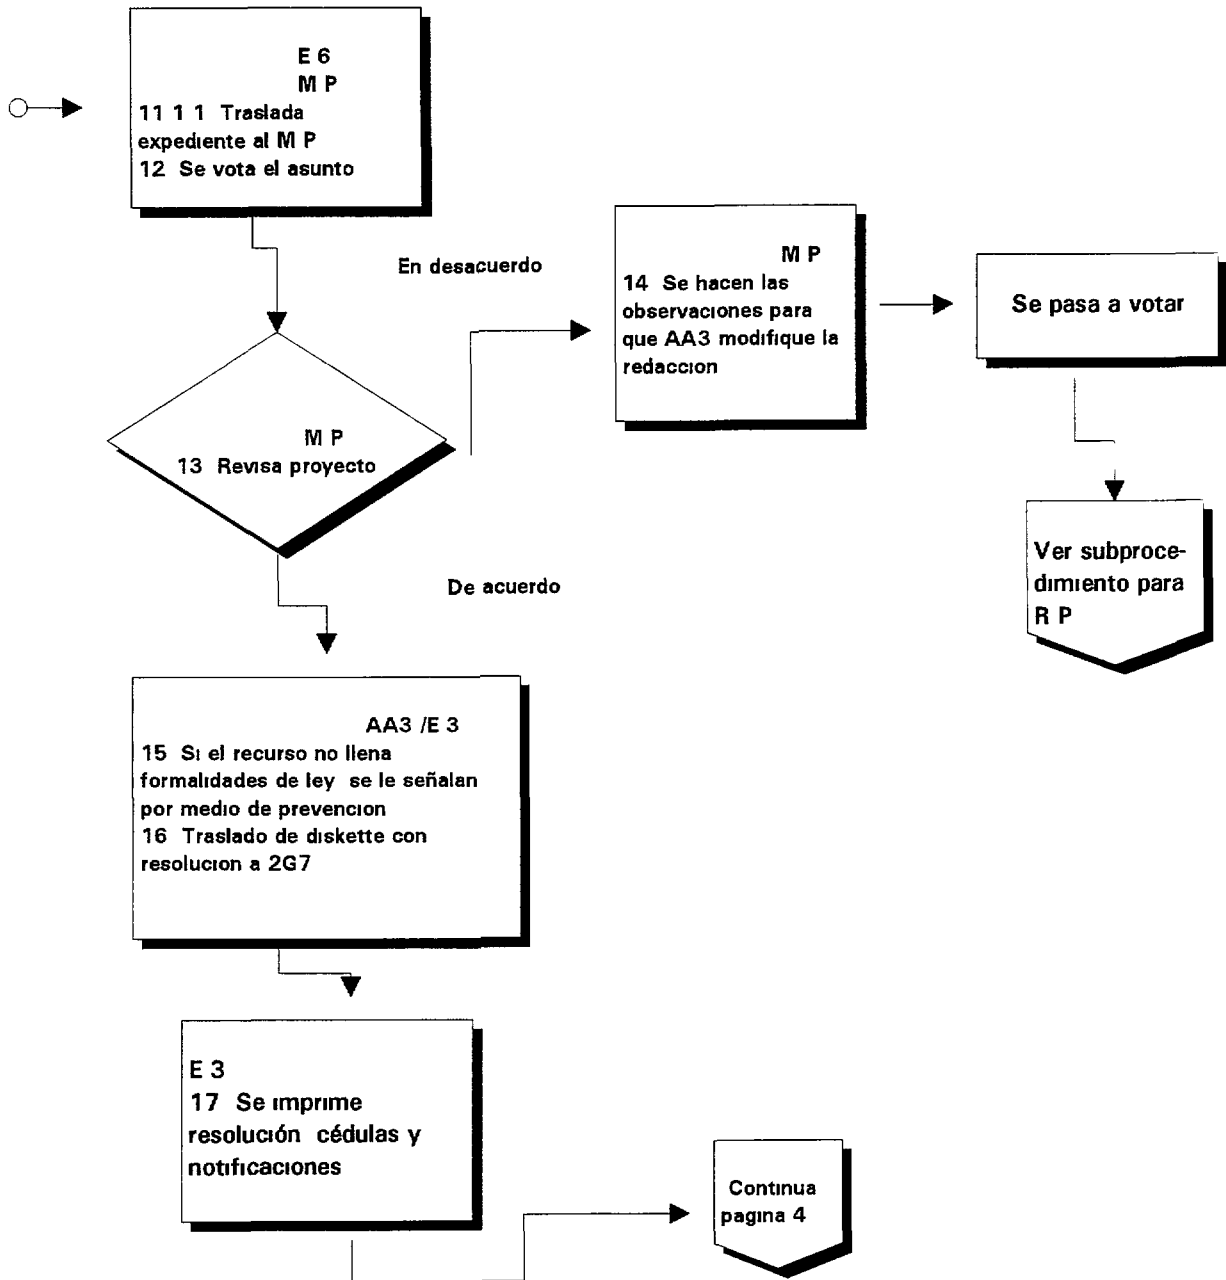 E 6
M P
11 1 1 Traslada
expediente al M P
12 Se vota el asunto
En desacuerdo
M P
14 Se hacen las
observaciones para
que AA3 modifique la
redaccion
Se pasa a votar
M P
13 Revisa proyecto
Ver subproce-
dimiento para
R P
De acuerdo
AA3 /E 3
15 Si el recurso no llena
formalidades de ley se le señalan
por medio de prevencion
16 Traslado de diskette con
resolucion a 2G7
E 3
17 Se imprime
resolución cédulas y
notificaciones
Continua
pagina 4